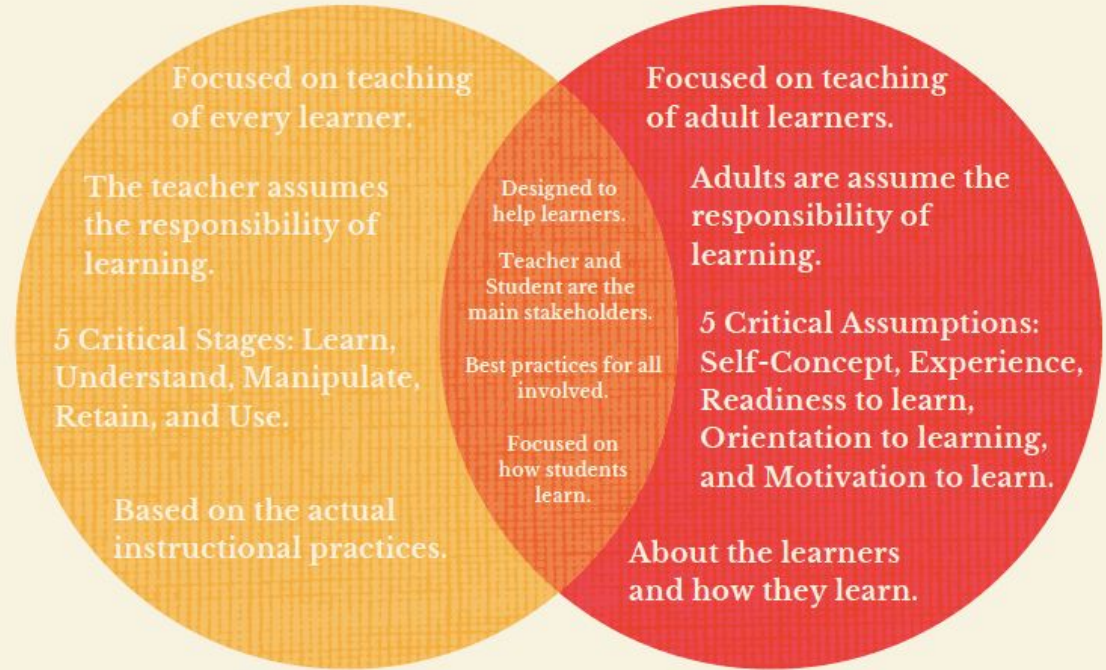 Focused on teaching
of every learner.
The teacher assumes
the responsibility of
learning.
5 Critical Stages: Learn,
Understand, Manipulate,
Retain, and Use.
Based on the actual
instructional practices.
Designed to
help learners.
Teacher and
Student are the
main stakeholders.
Best practices for all
involved.
Focused on
how students
learn.
Focused on teaching
of adult learners.
Adults are assume the
responsibility of
learning.
5 Critical Assumptions:
Self-Concept, Experience,
Readiness to learn,
Orientation to learning,
and Motivation to learn.
About the learners
and how they learn.